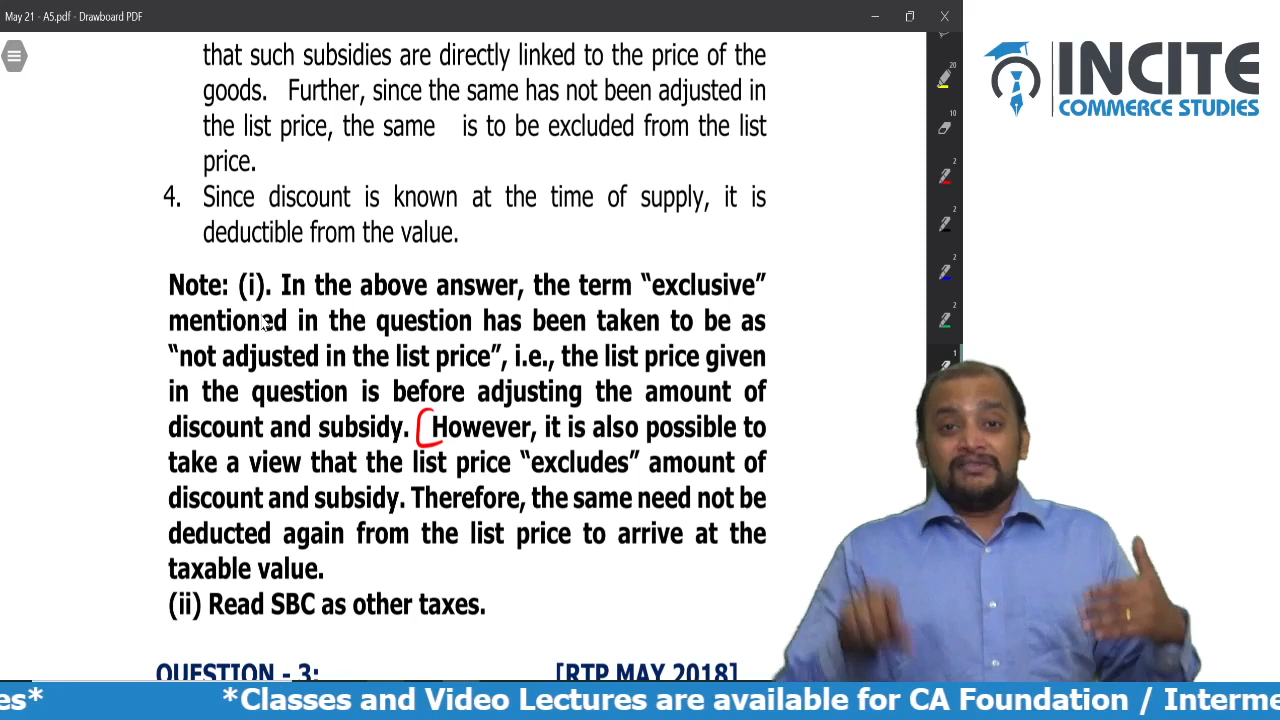 May 21 - A5.pdf - Drawboard PDF
INCITE
COMMERCE STUDIES
that such subsidies are directly linked to the price of the
goods. Further, since the same has not been adjusted in
the list price, the same is to be excluded from the list
price.
4. Since discount is known at the time of supply, it is
deductible from the value.
Note: (i). In the above answer, the term “exclusive”
mentioned in the question has been taken to be as
“not adjusted in the list price”, i.e., the list price given
in the question is before adjusting the amount of
discount and subsidy. However, it is also possible to
take a view that the list price “excludes” amount of
discount and subsidy. Therefore, the same need not be
deducted again from the list price to arrive at the
taxable value.
(ii) Read SBC as other taxes.
QUESTION - 3: [RTP MAY 2018]
20
10
2
2
2
2
1
es* *Classes and Video Lectures are available for CA Foundation / Interme